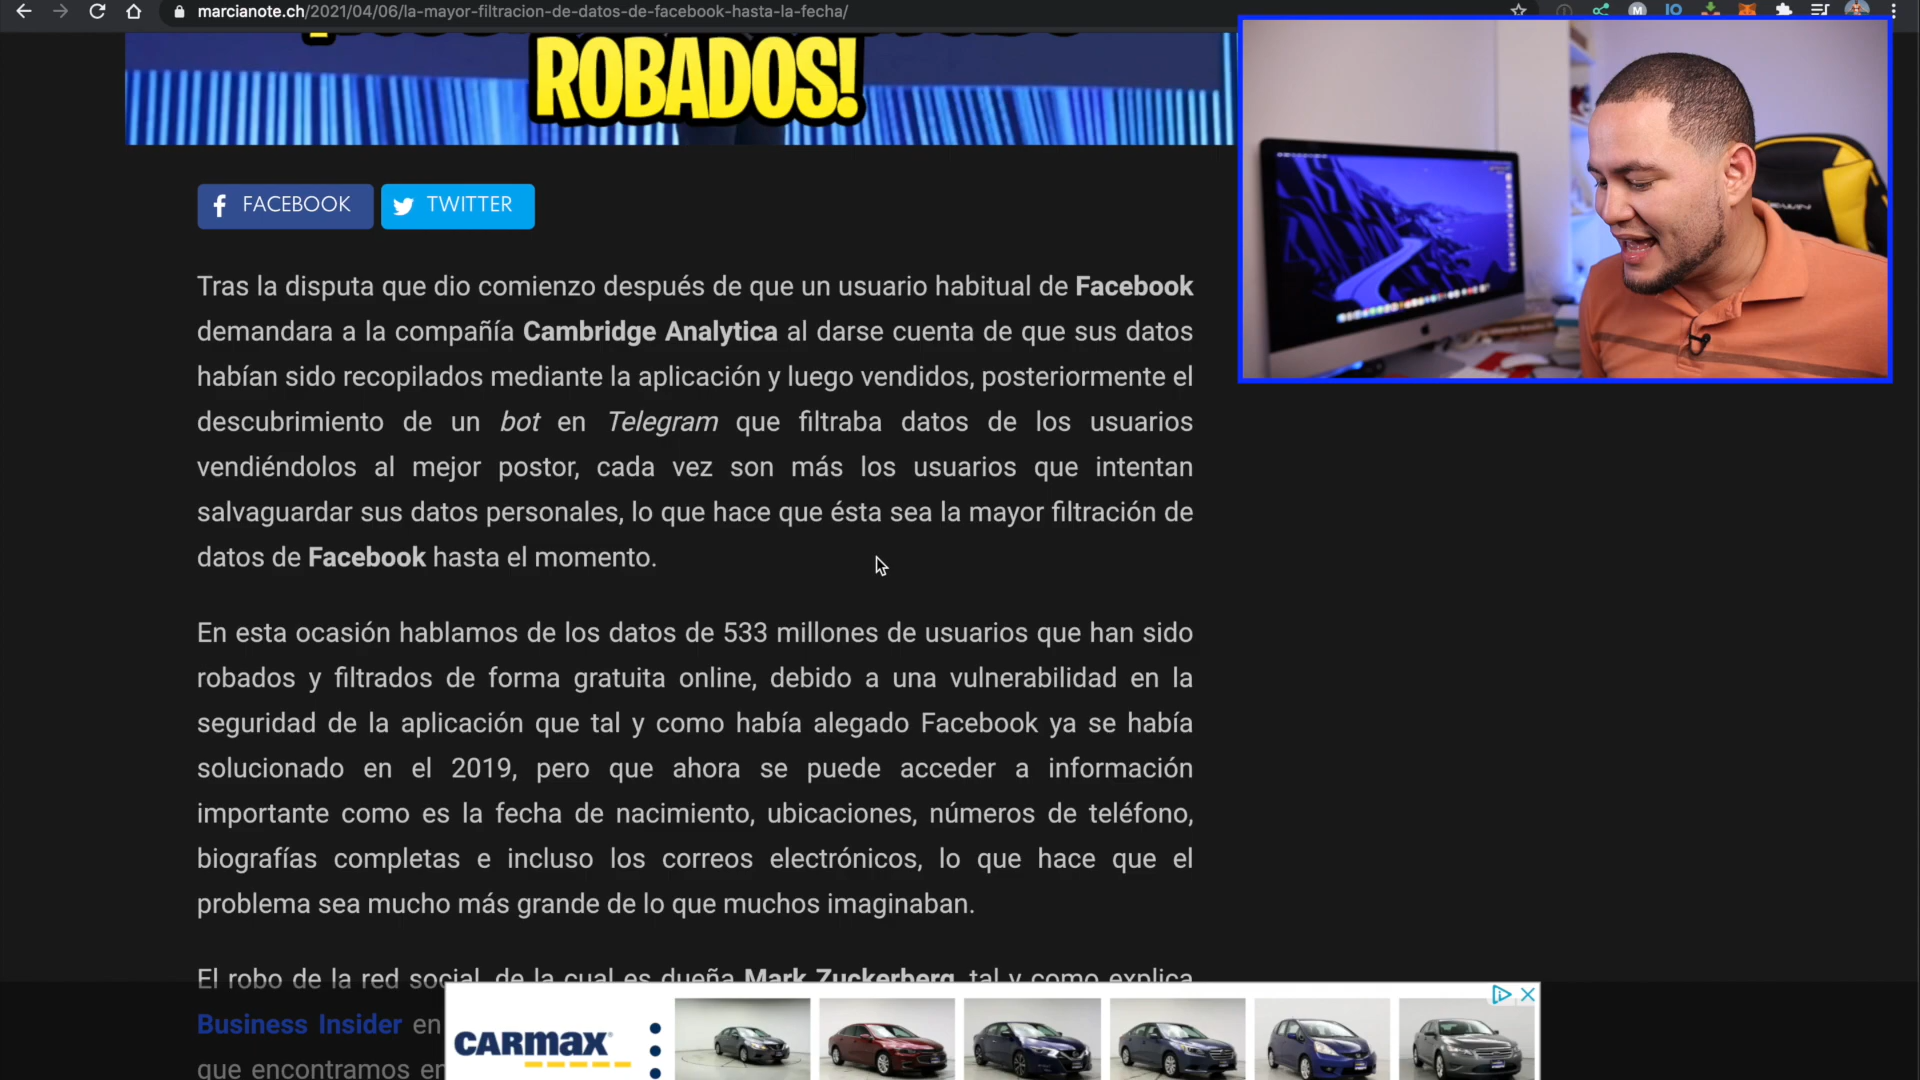 marcianote.ch/2021/04/06/la-mayor-filtracion-de-datos-de-facebook-hasta-la-fecha/
ROBADOS!
FACEBOOK TWITTER
Tras la disputa que dio comienzo después de que un usuario habitual de Facebook
demandara a la compañía Cambridge Analytica al darse cuenta de que sus datos
habían sido recopilados mediante la aplicación y luego vendidos, posteriormente el
descubrimiento de un bot en Telegram que filtraba datos de los usuarios
vendiéndolos al mejor postor, cada vez son más los usuarios que intentan
salvaguardar sus datos personales, lo que hace que ésta sea la mayor filtración de
datos de Facebook hasta el momento.
En esta ocasión hablamos de los datos de 533 millones de usuarios que han sido
robados y filtrados de forma gratuita online, debido a una vulnerabilidad en la
seguridad de la aplicación que tal y como había alegado Facebook ya se había
solucionado en el 2019, pero que ahora se puede acceder a información
importante como es la fecha de nacimiento, ubicaciones, números de teléfono,
biografías completas e incluso los correos electrónicos, lo que hace que el
problema sea mucho más grande de lo que muchos imaginaban.
El robo de la red social, de la cual es dueña Mark Zuckerberg, tal y como explica
Business Insider en
que encontramos en
CARMAX